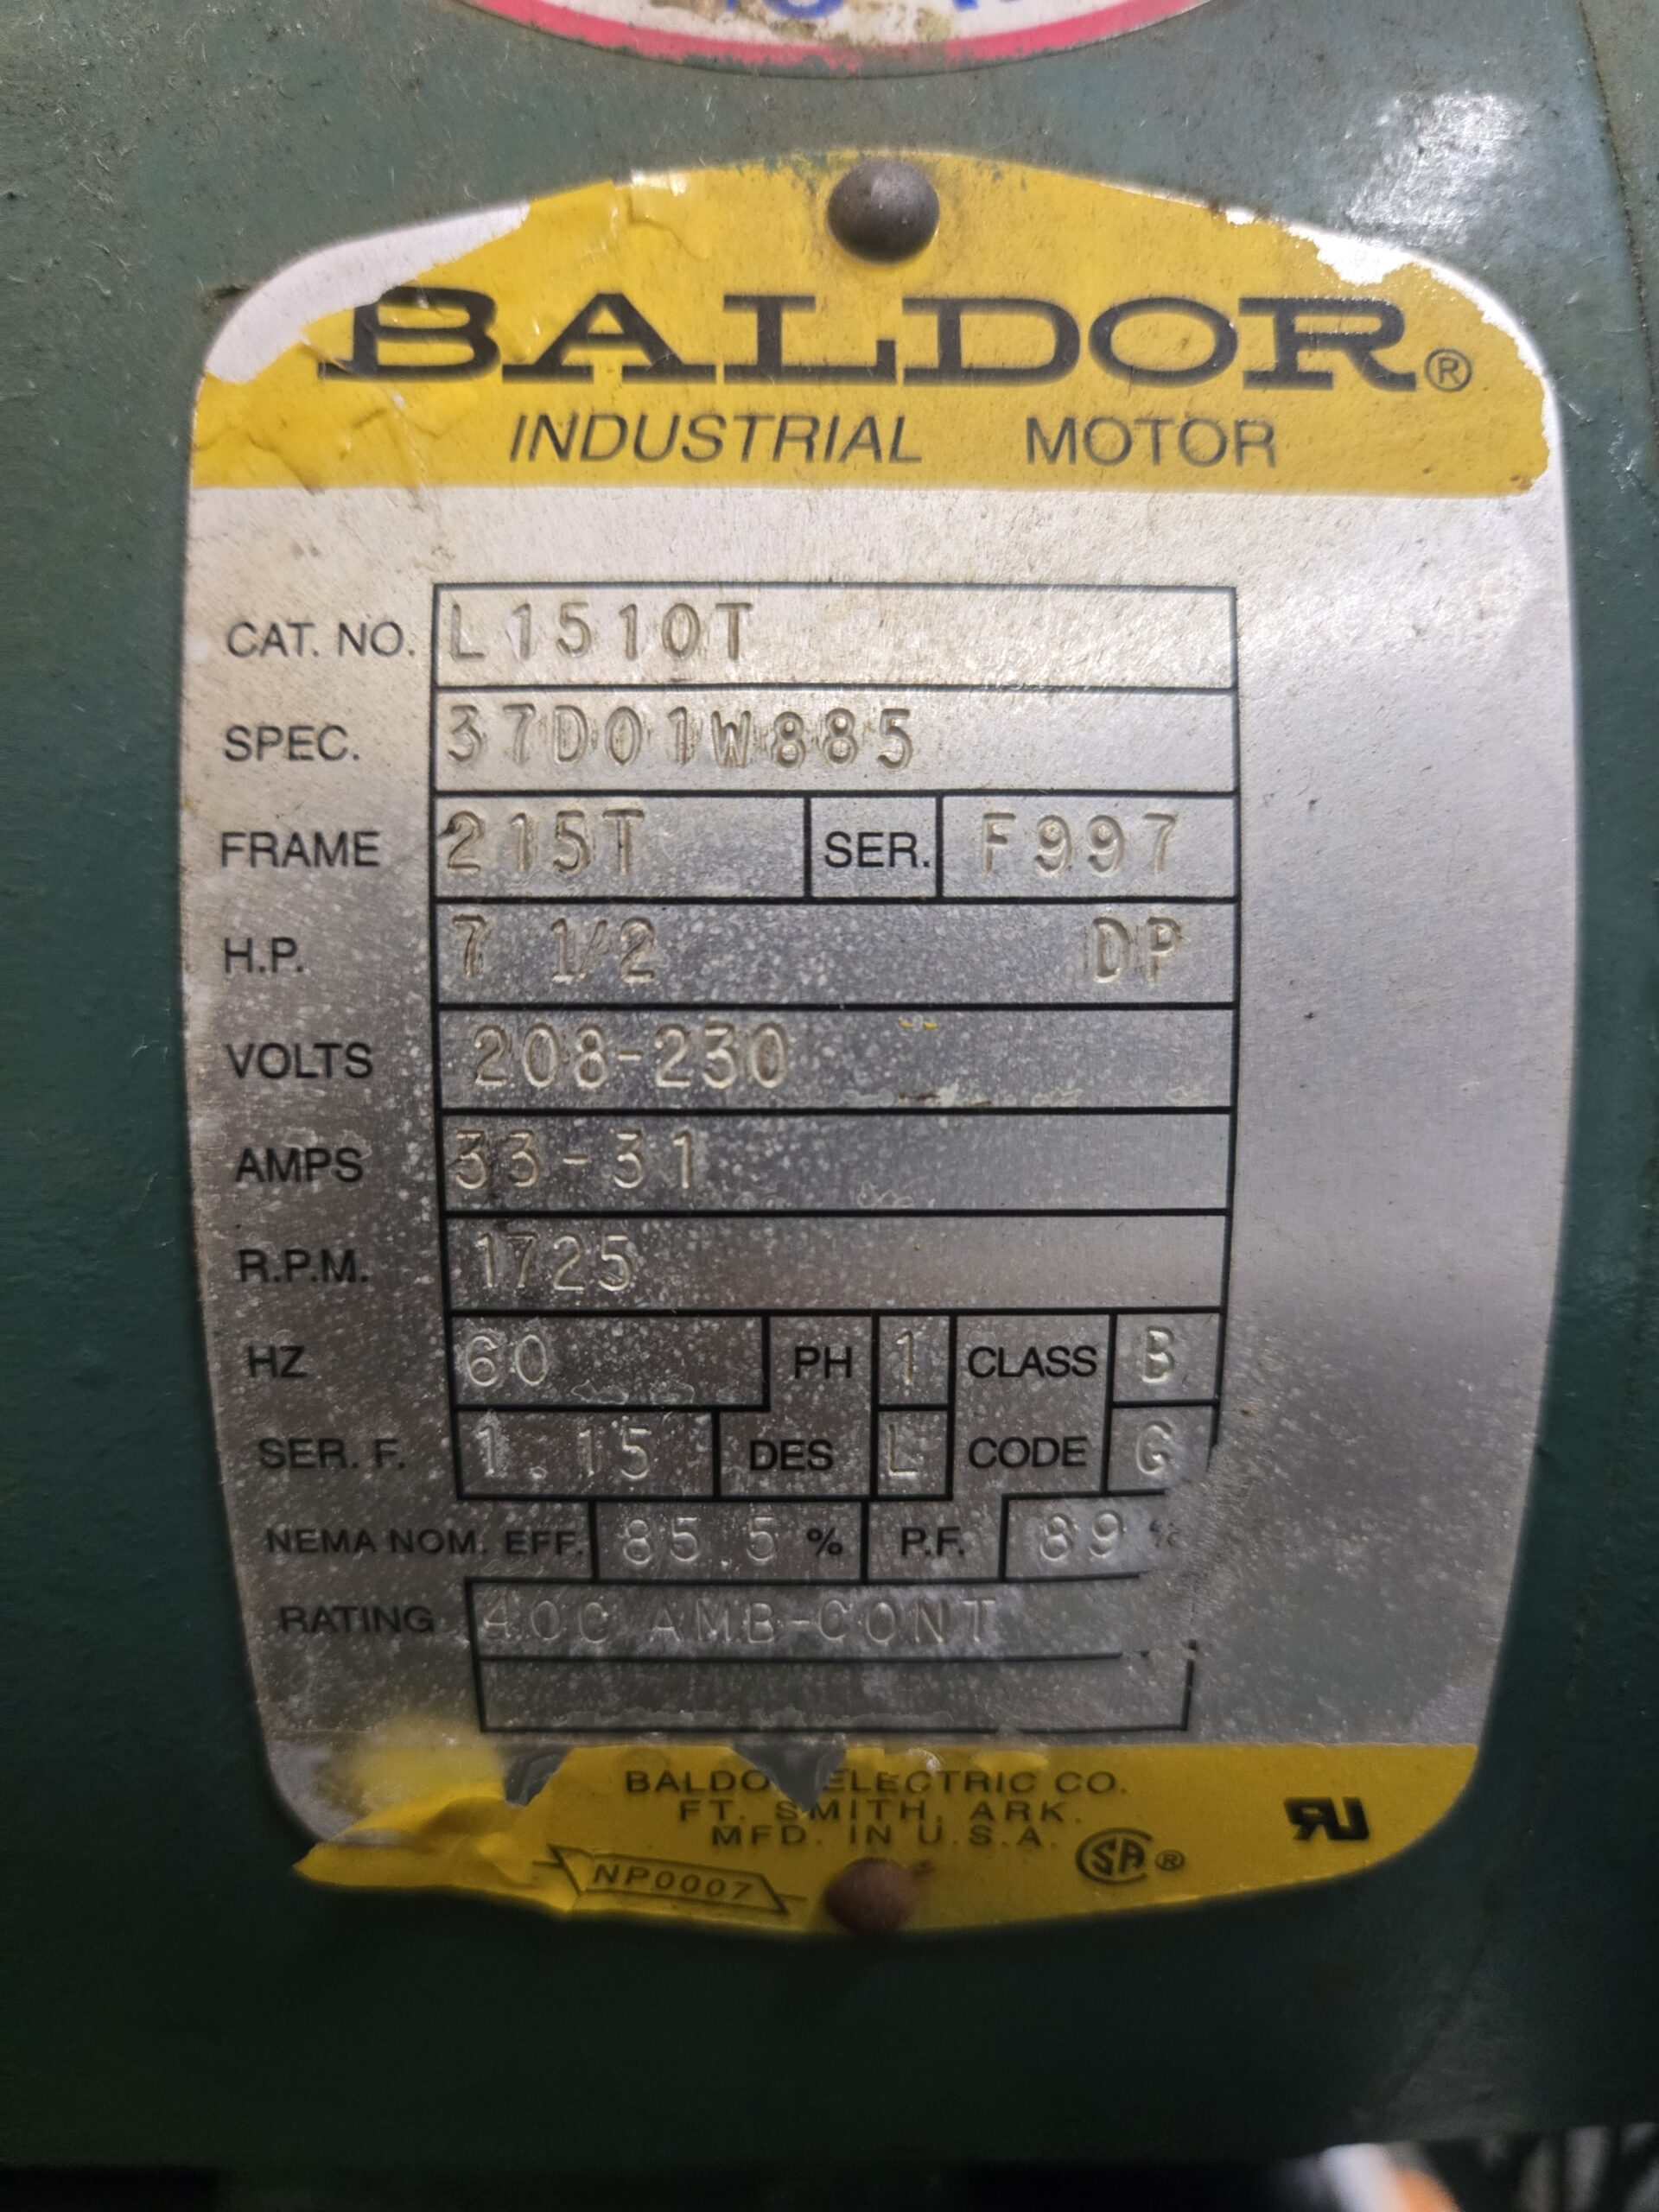 BALDOR®
INDUSTRIAL MOTOR
CAT. NO. L1510T
SPEC. 37D01W885
FRAME 215T SER. F997
H.P. 7 1/2 DP
VOLTS 208-230
AMPS 33-31
R.P.M. 1725
HZ 60 PH 1 CLASS B
SER. F. 1.15 DES L CODE G
NEMA NOM. EFF. 85.5 % P.F. 89 %
RATING 40C AMB-CONT
BALDO ELECTRIC CO.
FT. SMITH, ARK.
MFD. IN U.S.A.
NP0007